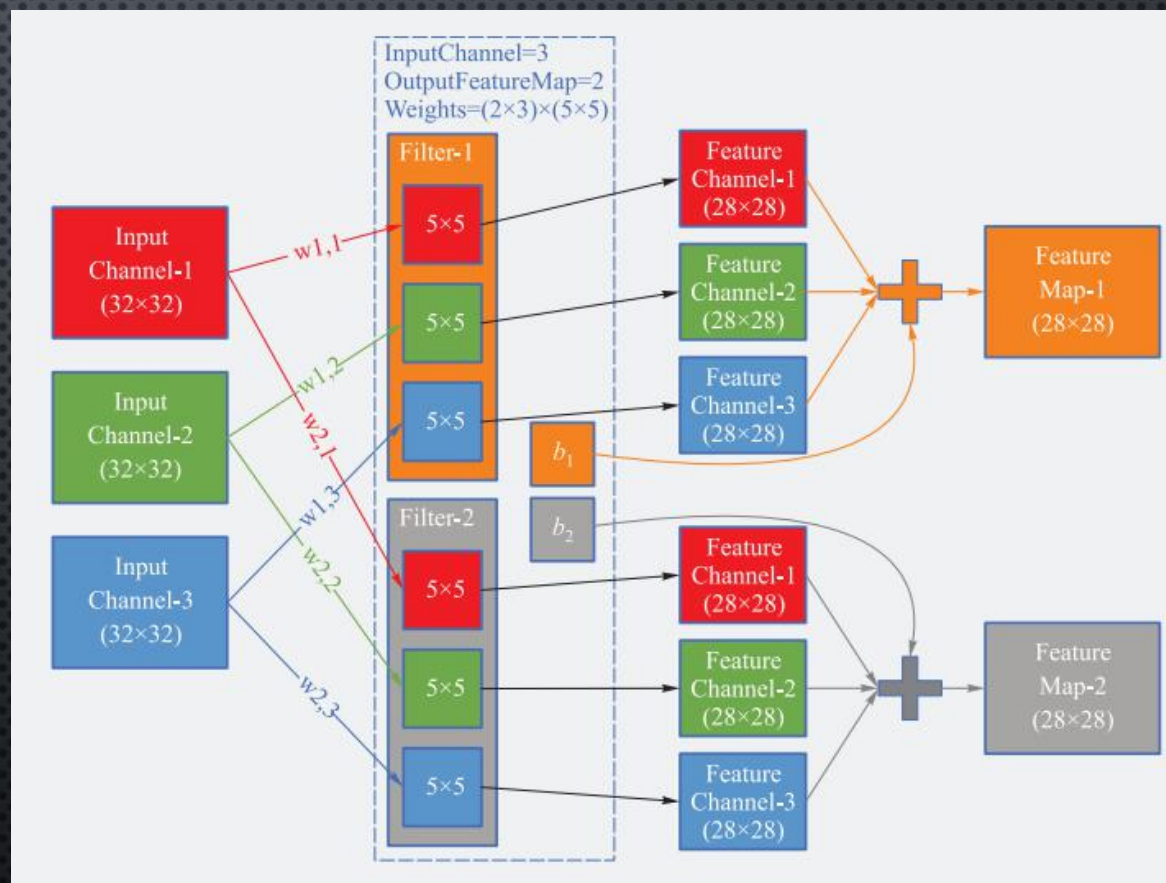 InputChannel=3
OutputFeatureMap=2
Weights=(2×3)×(5×5)
Input
Channel-1
(32×32)
Input
Channel-2
(32×32)
Input
Channel-3
(32×32)
w1,1
w1,2
w2,1
w1,3
w2,2
w2,3
Filter-1
5×5
5×5
5×5
b₁
b₂
Filter-2
5×5
5×5
5×5
Feature
Channel-1
(28×28)
Feature
Channel-2
(28×28)
Feature
Channel-3
(28×28)
Feature
Map-1
(28×28)
Feature
Channel-1
(28×28)
Feature
Channel-2
(28×28)
Feature
Channel-3
(28×28)
Feature
Map-2
(28×28)